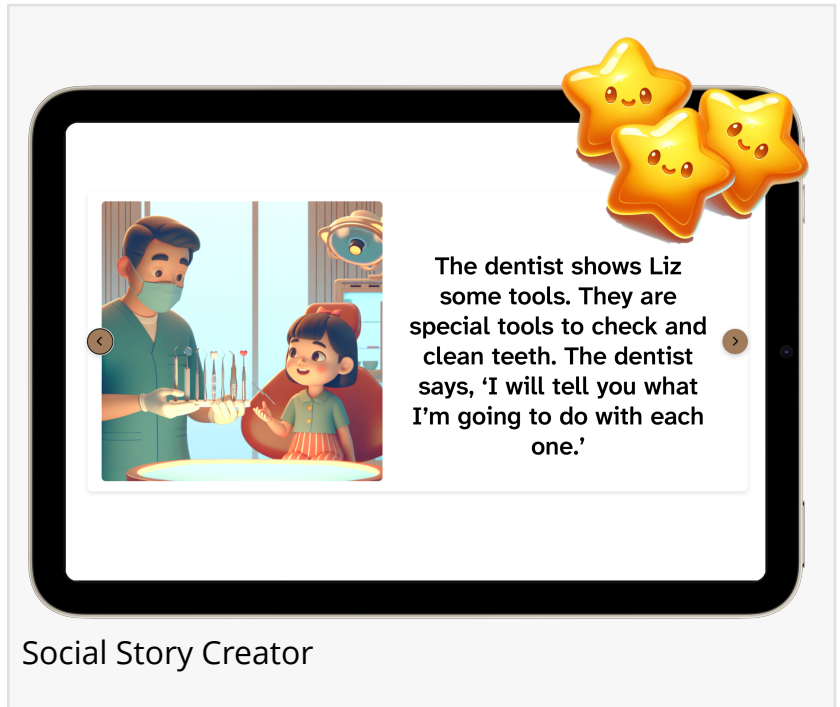 The dentist shows Liz
some tools. They are
special tools to check and
clean teeth. The dentist
says, ‘I will tell you what
I’m going to do with each
one.’
Social Story Creator